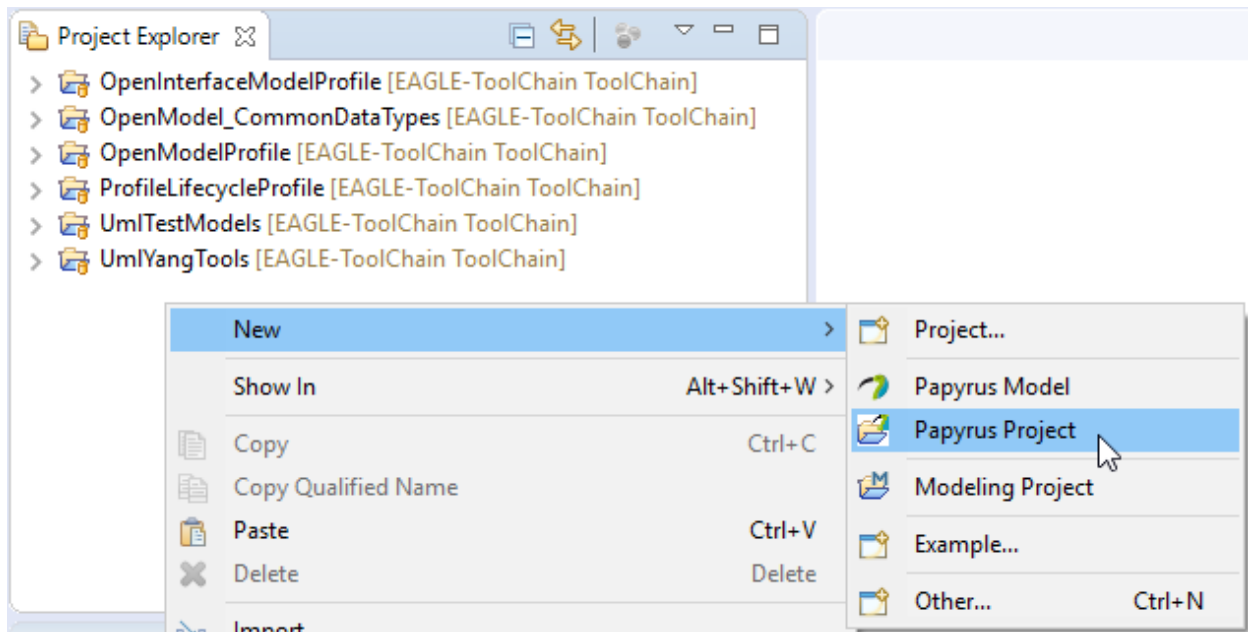 Project Explorer
OpenInterfaceModelProfile [EAGLE-ToolChain ToolChain]
OpenModel_CommonDataTypes [EAGLE-ToolChain ToolChain]
OpenModelProfile [EAGLE-ToolChain ToolChain]
ProfileLifecycleProfile [EAGLE-ToolChain ToolChain]
UmlTestModels [EAGLE-ToolChain ToolChain]
UmlYangTools [EAGLE-ToolChain ToolChain]
New
Show In Alt+Shift+W
Copy Ctrl+C
Copy Qualified Name
Paste Ctrl+V
Delete Delete
Import
Project...
Papyrus Model
Papyrus Project
Modeling Project
Example...
Other... Ctrl+N